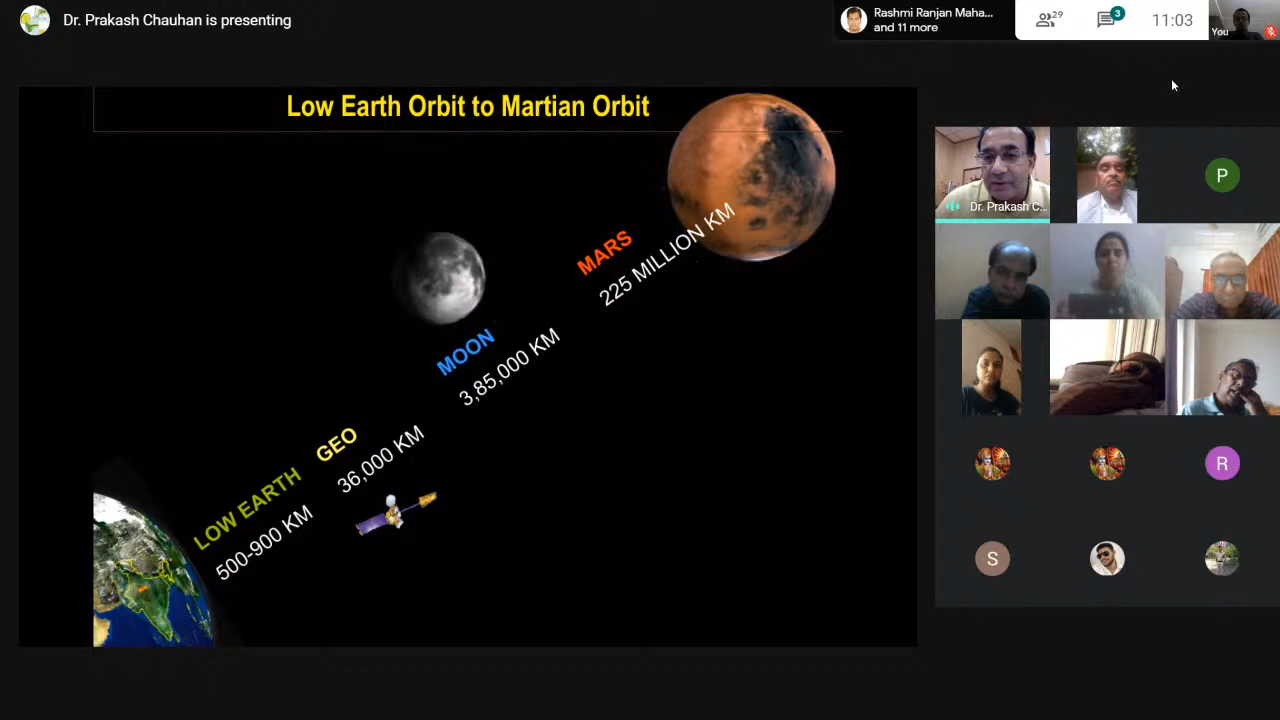 Dr. Prakash Chauhan is presenting
Rashmi Ranjan Maha...
and 11 more
29
3
11:03
You
Low Earth Orbit to Martian Orbit
MARS
225 MILLION KM
MOON
3,85,000 KM
GEO
36,000 KM
LOW EARTH
500-900 KM
Dr. Prakash C...
P
R
S